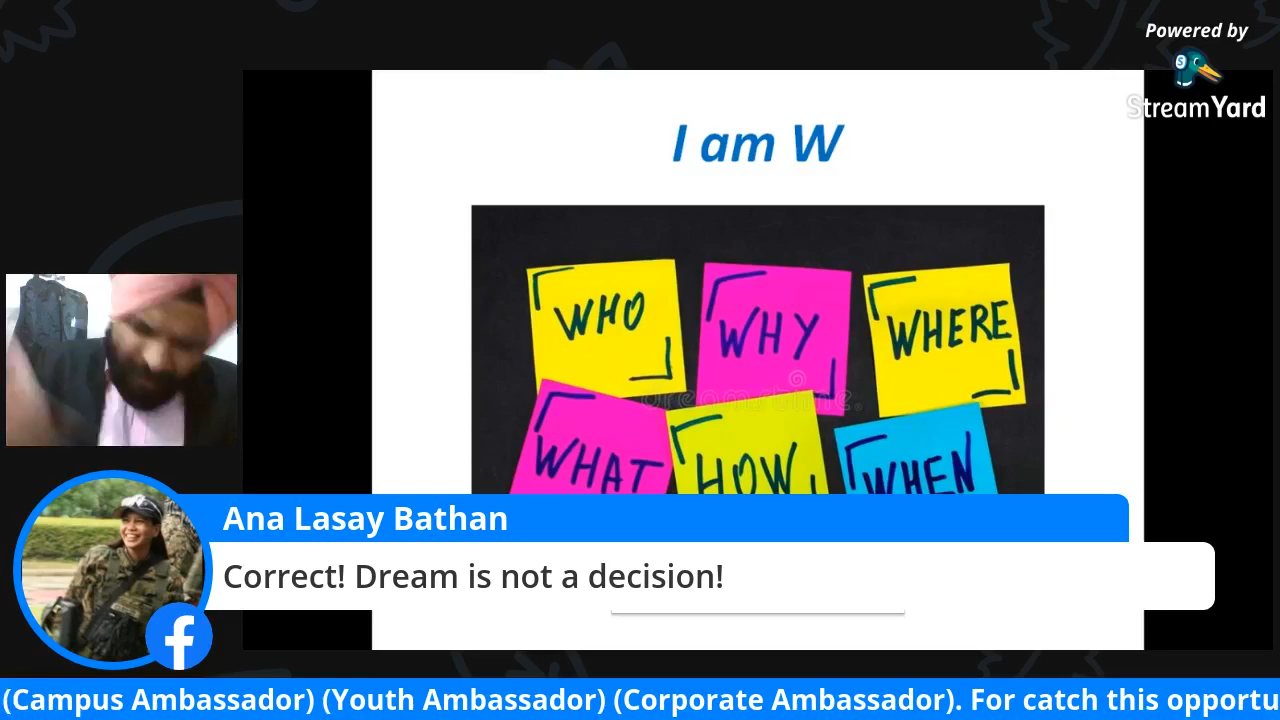 Powered by
StreamYard
I am W
WHO
WHY
WHERE
WHAT
HOW
WHEN
dreamstime.
Ana Lasay Bathan
Correct! Dream is not a decision!
(Campus Ambassador) (Youth Ambassador) (Corporate Ambassador). For catch this opportu